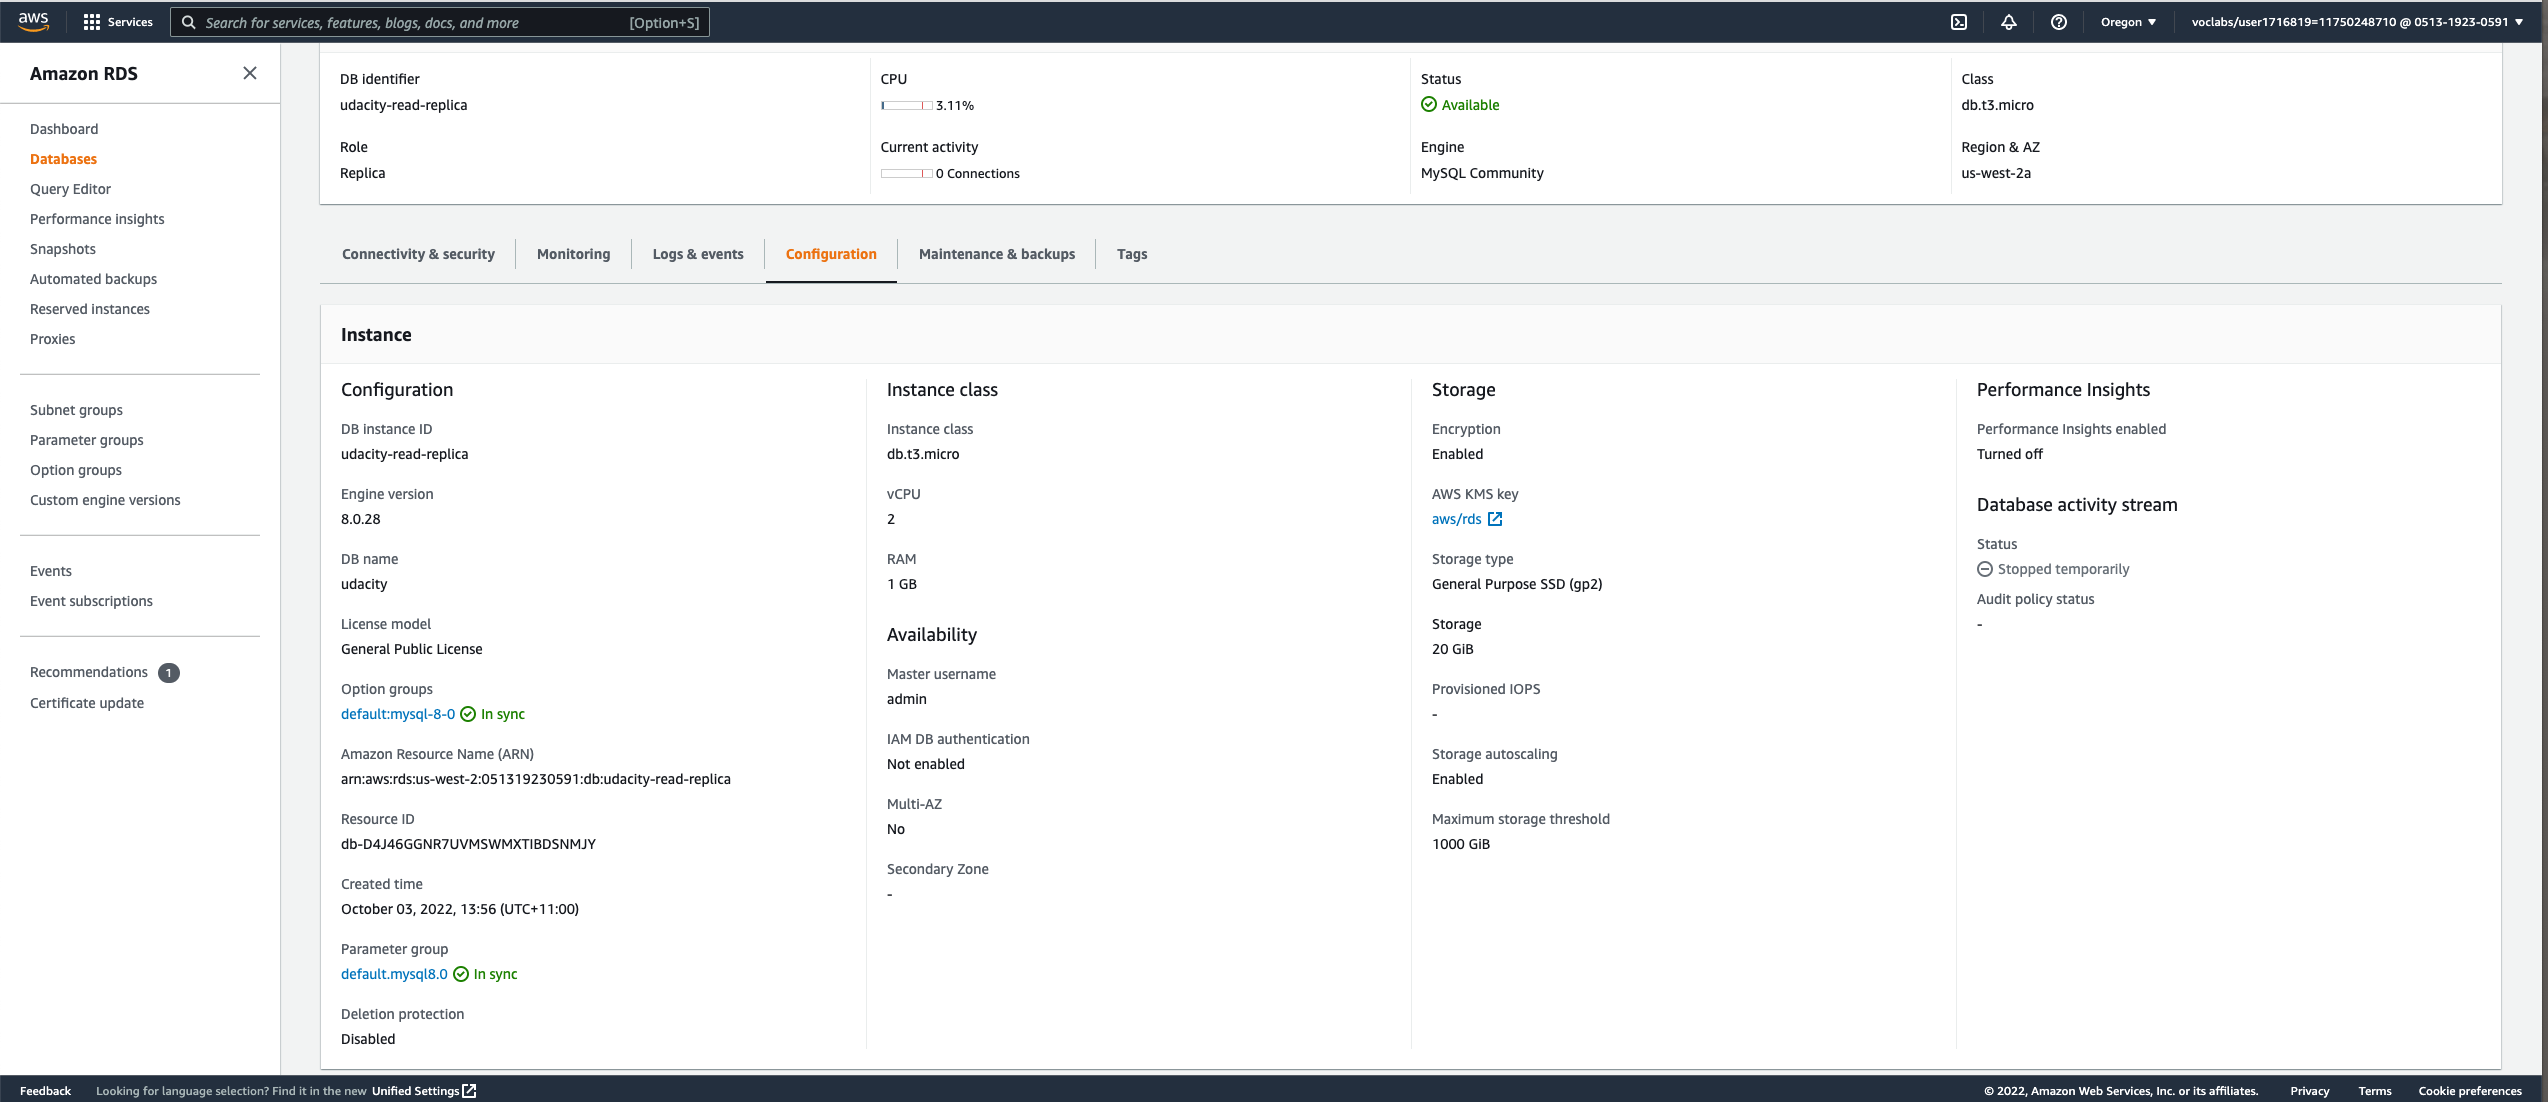 aws
Services
Search for services, features, blogs, docs, and more
[Option+S]
Oregon
voclabs/user1716819=11750248710 @ 0513-1923-0591
Amazon RDS
Dashboard
Databases
Query Editor
Performance insights
Snapshots
Automated backups
Reserved instances
Proxies
Subnet groups
Parameter groups
Option groups
Custom engine versions
Events
Event subscriptions
Recommendations 1
Certificate update
DB identifier
udacity-read-replica
CPU
3.11%
Status
Available
Class
db.t3.micro
Role
Replica
Current activity
0 Connections
Engine
MySQL Community
Region & AZ
us-west-2a
Connectivity & security
Monitoring
Logs & events
Configuration
Maintenance & backups
Tags
Instance
Configuration
DB instance ID
udacity-read-replica
Engine version
8.0.28
DB name
udacity
License model
General Public License
Option groups
default:mysql-8-0 In sync
Amazon Resource Name (ARN)
arn:aws:rds:us-west-2:051319230591:db:udacity-read-replica
Resource ID
db-D4J46GGNR7UVMSWMXTIBDSNMJY
Created time
October 03, 2022, 13:56 (UTC+11:00)
Parameter group
default.mysql8.0 In sync
Deletion protection
Disabled
Instance class
Instance class
db.t3.micro
vCPU
2
RAM
1 GB
Availability
Master username
admin
IAM DB authentication
Not enabled
Multi-AZ
No
Secondary Zone
-
Storage
Encryption
Enabled
AWS KMS key
aws/rds
Storage type
General Purpose SSD (gp2)
Storage
20 GiB
Provisioned IOPS
-
Storage autoscaling
Enabled
Maximum storage threshold
1000 GiB
Performance Insights
Performance Insights enabled
Turned off
Database activity stream
Status
Stopped temporarily
Audit policy status
-
Feedback
Looking for language selection? Find it in the new Unified Settings
© 2022, Amazon Web Services, Inc. or its affiliates.
Privacy
Terms
Cookie preferences